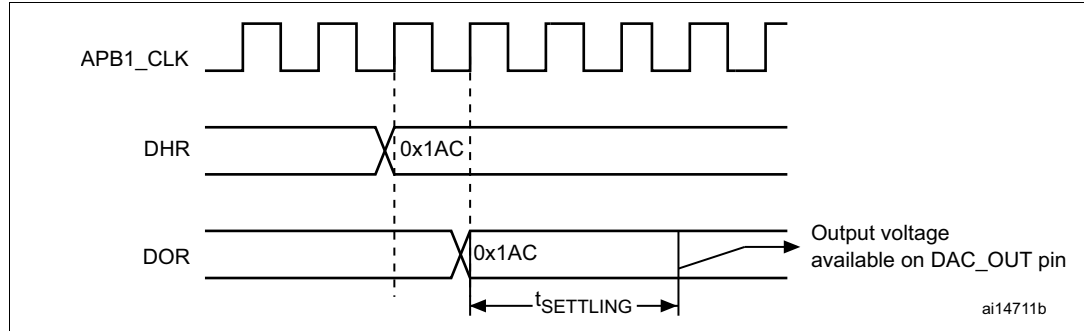 APB1_CLK
DHR
0x1AC
DOR
0x1AC
Output voltage
available on DAC_OUT pin
tSETTLING
ai14711b